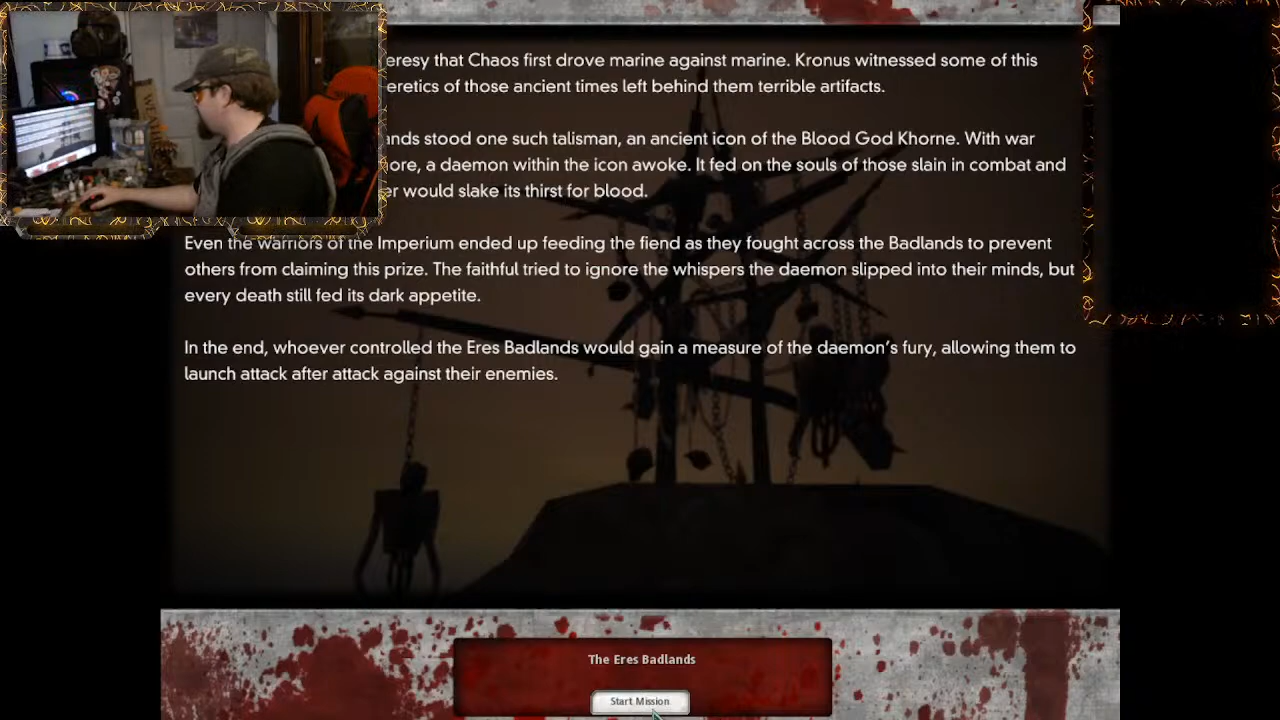 eresy that Chaos first drove marine against marine. Kronus witnessed some of this
eretics of those ancient times left behind them terrible artifacts.
ands stood one such talisman, an ancient icon of the Blood God Khorne. With war
ore, a daemon within the icon awoke. It fed on the souls of those slain in combat and
er would slake its thirst for blood.
Even the warriors of the Imperium ended up feeding the fiend as they fought across the Badlands to prevent
others from claiming this prize. The faithful tried to ignore the whispers the daemon slipped into their minds, but
every death still fed its dark appetite.
In the end, whoever controlled the Eres Badlands would gain a measure of the daemon's fury, allowing them to
launch attack after attack against their enemies.
The Eres Badlands
Start Mission